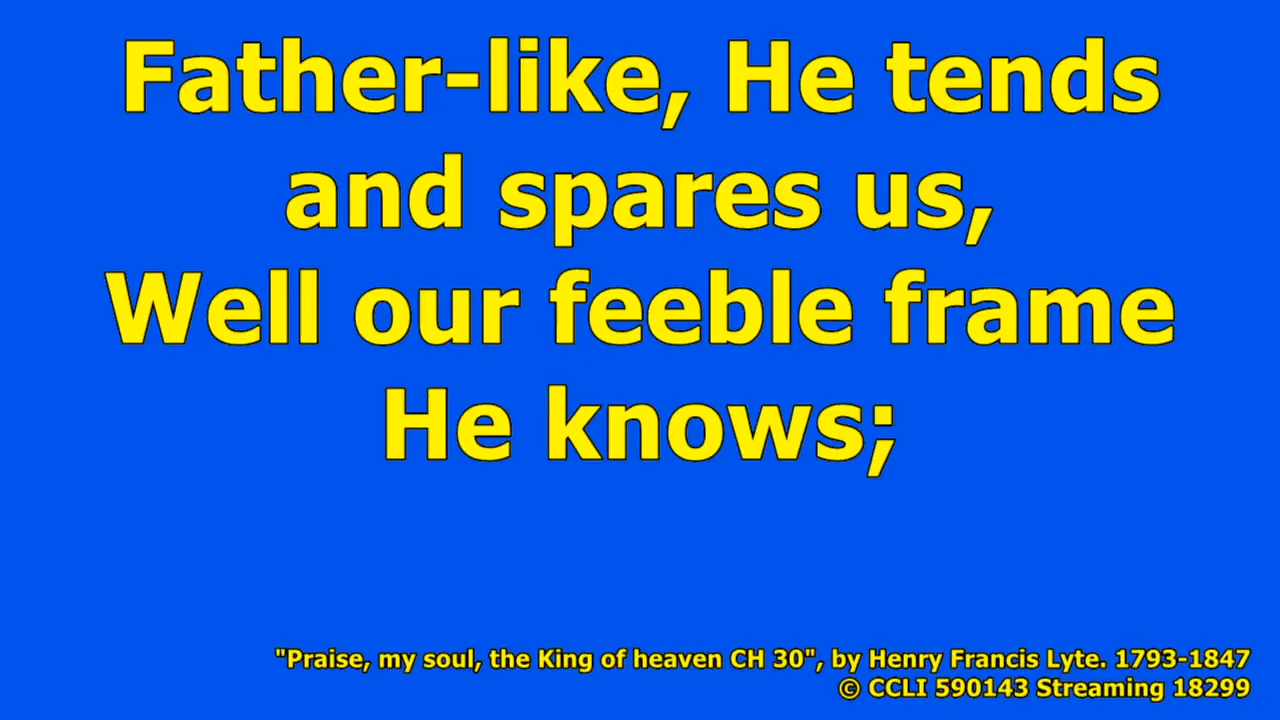 Father-like, He tends
and spares us,
Well our feeble frame
He knows;
"Praise, my soul, the King of heaven CH 30", by Henry Francis Lyte. 1793-1847
© CCLI 590143 Streaming 18299